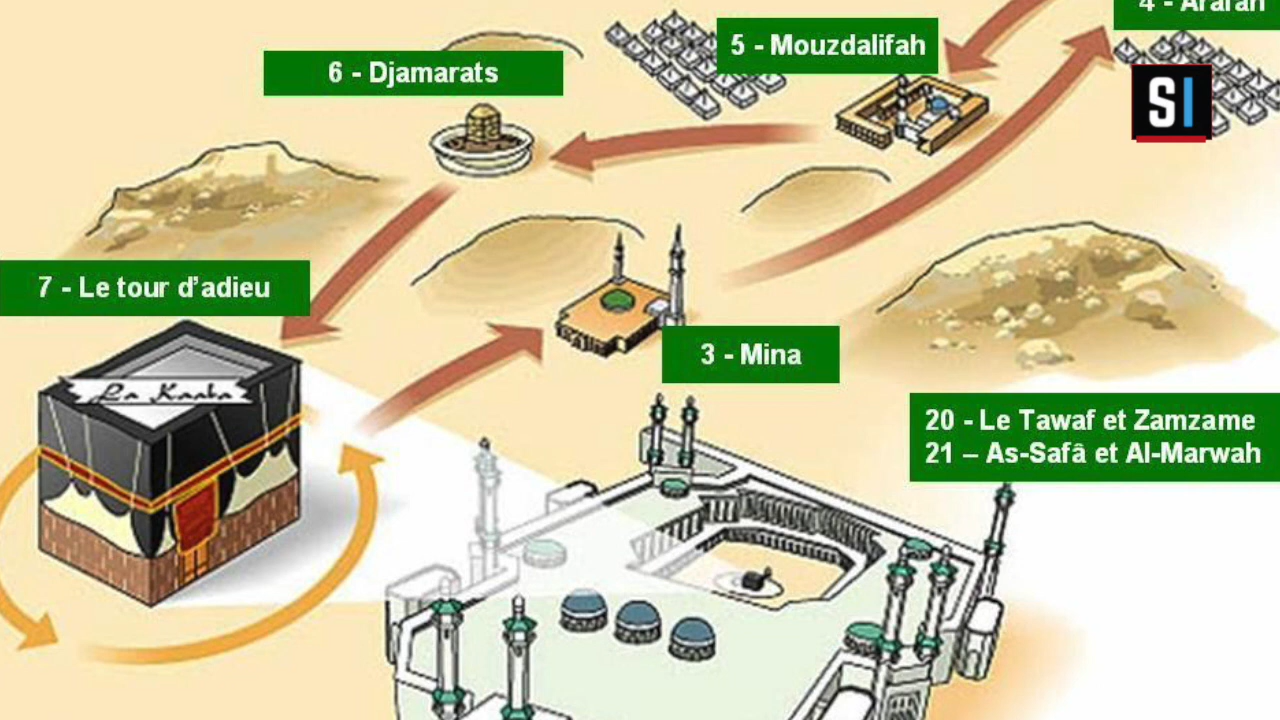 4 - Arafah
5 - Mouzdalifah
6 - Djamarats
SI
7 - Le tour d'adieu
3 - Mina
La Kaaba
20 - Le Tawaf et Zamzame
21 – As-Safâ et Al-Marwah